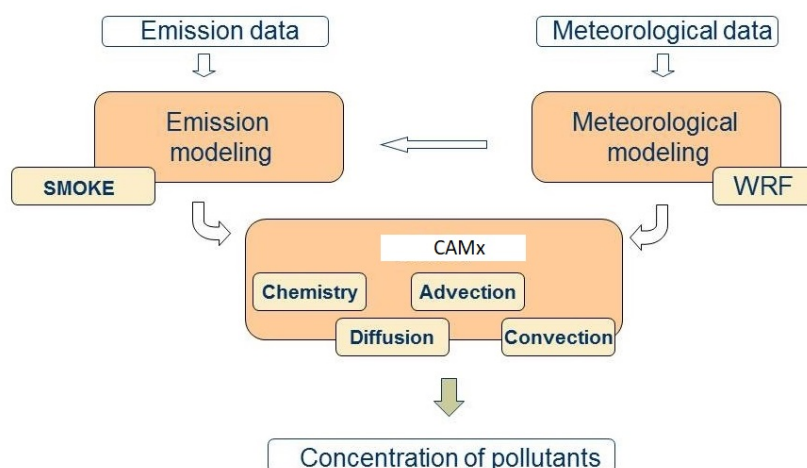 Emission data
Meteorological data
Emission
modeling
Meteorological
modeling
SMOKE
WRF
CAMx
Chemistry
Advection
Diffusion
Convection
Concentration of pollutants